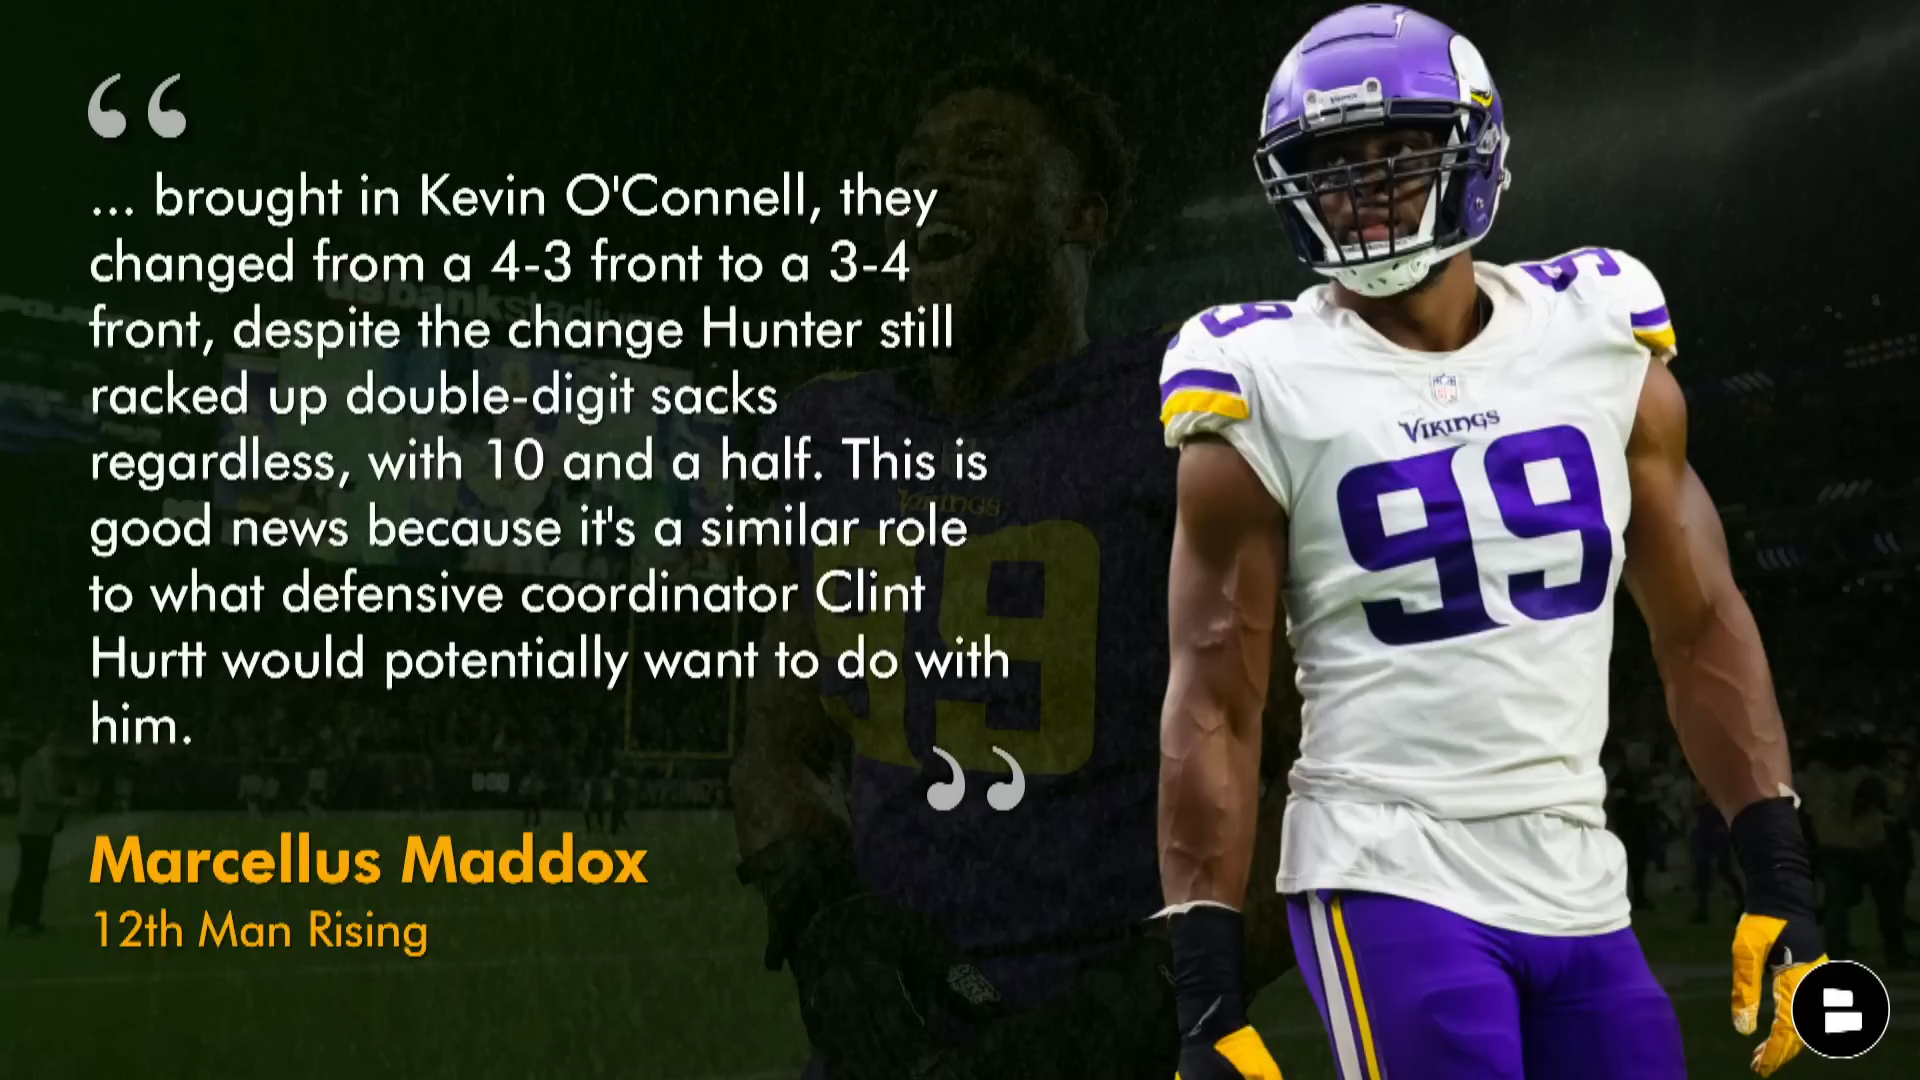 “
... brought in Kevin O'Connell, they
changed from a 4-3 front to a 3-4
front, despite the change Hunter still
racked up double-digit sacks
regardless, with 10 and a half. This is
good news because it's a similar role
to what defensive coordinator Clint
Hurtt would potentially want to do with
him.
”
Marcellus Maddox
12th Man Rising
VIKINGS
99
VIKINGS
99
usbankstadium